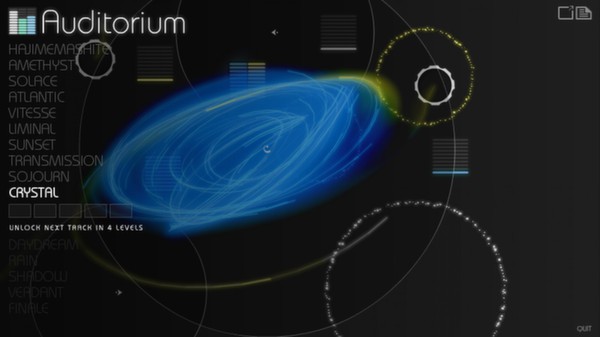 Auditorium
HAJIMEMASHITE
AMETHYST
SOLACE
ATLANTIC
VITESSE
LIMINAL
SUNSET
TRANSMISSION
SOJOURN
CRYSTAL
UNLOCK NEXT TRACK IN 4 LEVELS
DAYDREAM
RAIN
SHADOW
VERDANT
FINALE
QUIT